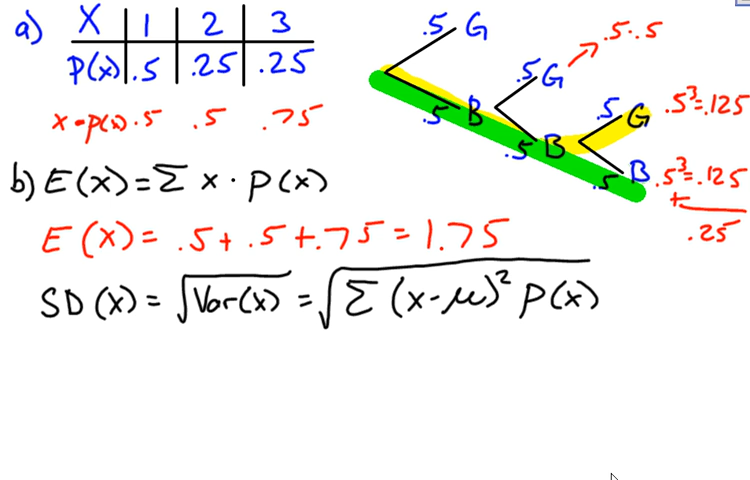 a) X | 1 | 2 | 3
P(x) | .5 | .25 | .25
x·p(x) .5 .5 .75
.5 G
.5 B
.5 G .5·.5
.5 B
.5 G .5³=.125
.5 B .5³=.125
+
.25
b) E(x)=Σ x · P(x)
E(x)= .5+.5+.75=1.75
SD(x)=√Var(x) =√Σ (x-μ)² P(x)